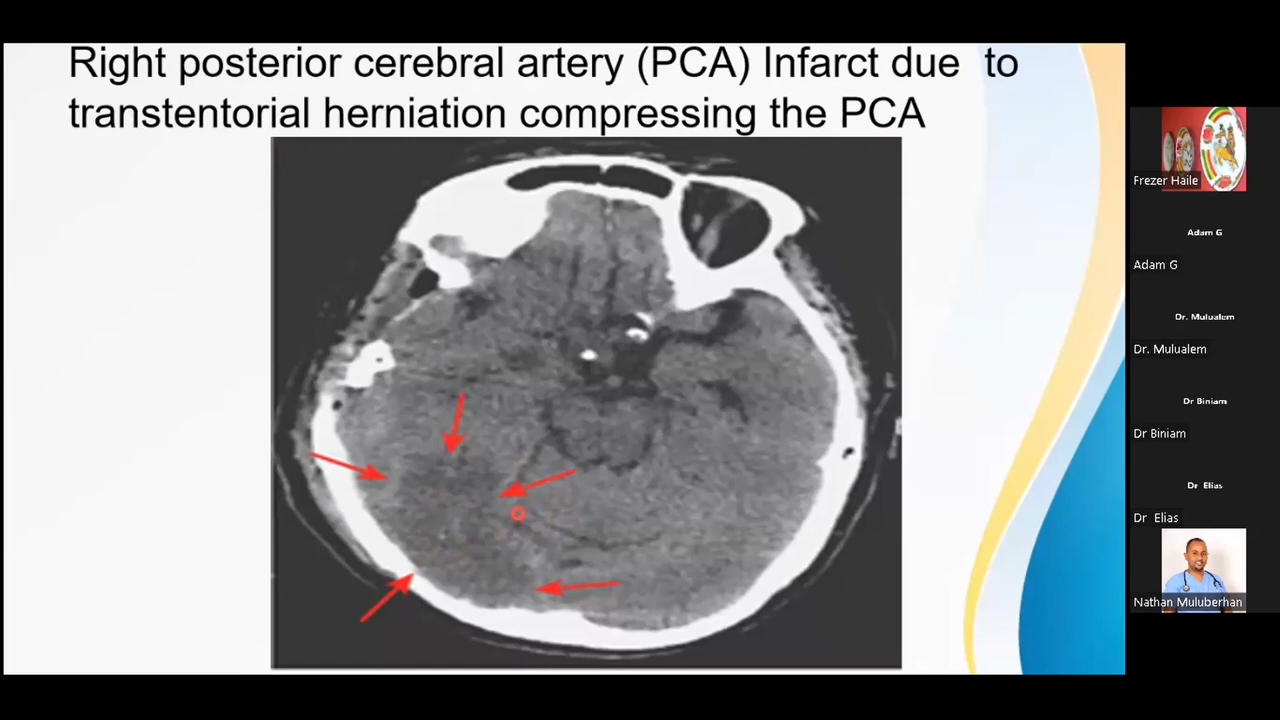 Right posterior cerebral artery (PCA) Infarct due to
transtentorial herniation compressing the PCA
Frezer Haile
Adam G
Adam G
Dr. Mulualem
Dr. Mulualem
Dr Biniam
Dr Biniam
Dr Elias
Dr Elias
Nathan Muluberhan